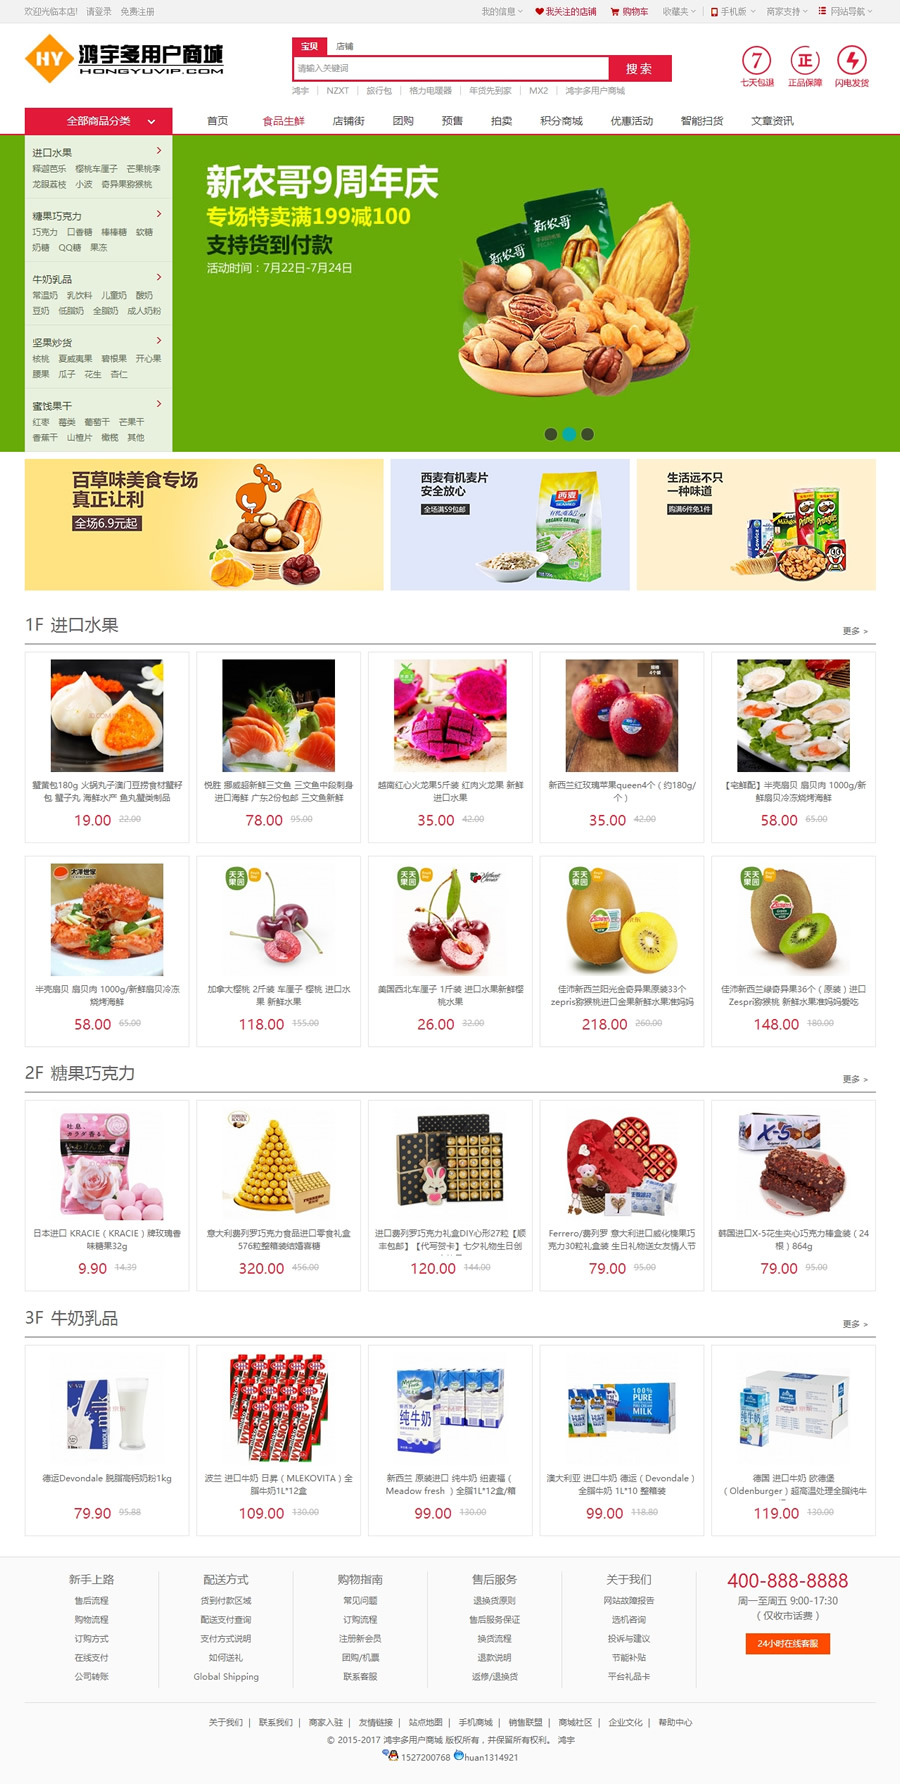 欢迎光临本店! 请登录 免费注册
我的信息 我关注的店铺 购物车 收藏夹 手机版 商家支持 网站导航
HY 鸿宇多用户商城
HONGYUVIP.COM
宝贝 店铺
请输入关键词 搜索
鸿宇 | NZXT | 旅行包 | 格力电暖器 | 年货先到家 | MX2 | 鸿宇多用户商城
7 正
七天包退 正品保障 闪电发货
全部商品分类 首页 食品生鲜 店铺街 团购 预售 拍卖 积分商城 优惠活动 智能扫货 文章资讯
进口水果 >
释迦芭乐 樱桃车厘子 芒果桃李
龙眼荔枝 小波 奇异果猕猴桃
糖果巧克力 >
巧克力 口香糖 棒棒糖 软糖
奶糖 QQ糖 果冻
牛奶乳品 >
常温奶 乳饮料 儿童奶 酸奶
豆奶 低脂奶 全脂奶 成人奶粉
坚果炒货 >
核桃 夏威夷果 碧根果 开心果
腰果 瓜子 花生 杏仁
蜜饯果干 >
红枣 莓类 葡萄干 芒果干
香蕉干 山楂片 橄榄 其他
新农哥9周年庆
专场特卖满199减100
支持货到付款
活动时间：7月22日-7月24日
新农哥
新农哥
百草味美食专场
真正让利
全场6.9元起
西麦有机麦片
安全放心
全场满59包邮
西麦
ORGANIC OATMEAL
生活远不只
一种味道
购满6件免1件
Pringles
1F 进口水果
更多 >
蟹黄包180g 火锅丸子澳门豆捞食材蟹籽
包 蟹子丸 海鲜水产 鱼丸蟹类制品
19.00 22.00
悦胜 挪威超新鲜三文鱼 三文鱼中段刺身
进口海鲜 广东2份包邮 三文鱼新鲜
78.00 95.00
越南红心火龙果5斤装 红肉火龙果 新鲜
进口水果
35.00 42.00
新西兰红玫瑰苹果queen4个（约180g/
个）
35.00 42.00
【宅鲜配】半壳扇贝 扇贝肉 1000g/新
鲜扇贝冷冻烧烤海鲜
58.00 65.00
大洋世家
半壳扇贝 扇贝肉 1000g/新鲜扇贝冷冻
烧烤海鲜
58.00 65.00
天天果园
加拿大樱桃 2斤装 车厘子 樱桃 进口水
果 新鲜水果
118.00 155.00
天天果园
美国西北车厘子 1斤装 进口水果新鲜樱
桃水果
26.00 32.00
天天果园
佳沛新西兰阳光金奇异果原装33个
zepris猕猴桃进口金果新鲜水果准妈妈
218.00 260.00
天天果园
佳沛新西兰绿奇异果36个（原装）进口
Zespri猕猴桃 新鲜水果准妈妈爱吃
148.00 180.00
2F 糖果巧克力
更多 >
日本进口 KRACIE（KRACIE）牌玫瑰香
味糖果32g
9.90 14.39
意大利费列罗巧克力食品进口零食礼盒
576粒整箱装结婚喜糖
320.00 456.00
进口费列罗巧克力礼盒DIY心形27粒【顺
丰包邮】【代写贺卡】七夕礼物生日创
120.00 144.00
Ferrero/费列罗 意大利进口威化榛果巧
克力30粒礼盒装 生日礼物送女友情人节
79.00 95.00
X-5
韩国进口X-5花生夹心巧克力棒盒装（24
根）864g
79.00 95.00
3F 牛奶乳品
更多 >
德运Devondale 脱脂高钙奶粉1kg
79.90 95.88
WYPASIONE
波兰 进口牛奶 日昇（MLEKOVITA）全
脂牛奶1L*12盒
109.00 130.00
纯牛奶
新西兰 原装进口 纯牛奶 纽麦福（
Meadow fresh ）全脂1L*12盒/箱
99.00 130.00
100%
PURE
MILK
澳大利亚 进口牛奶 德运（Devondale）
全脂牛奶 1L*10 整箱装
99.00 118.80
德国 进口牛奶 欧德堡
（Oldenburger）超高温处理全脂纯牛
119.00 130.00
新手上路 配送方式 购物指南 售后服务 关于我们
售后流程 货到付款区域 常见问题 退换货原则 网站故障报告
购物流程 配送支付查询 订购流程 售后服务保证 选机咨询
订购方式 支付方式说明 注册新会员 换货流程 投诉与建议
在线支付 如何送礼 团购/机票 退款说明 节能补贴
公司转账 Global Shipping 联系客服 返修/退换货 平台礼品卡
400-888-8888
周一至周五 9:00-17:30
（仅收市话费）
24小时在线客服
关于我们 | 联系我们 | 商家入驻 | 友情链接 | 站点地图 | 手机商城 | 销售联盟 | 商城社区 | 企业文化 | 帮助中心
© 2015-2017 鸿宇多用户商城 版权所有，并保留所有权利。 鸿宇
1527200768 huan1314921